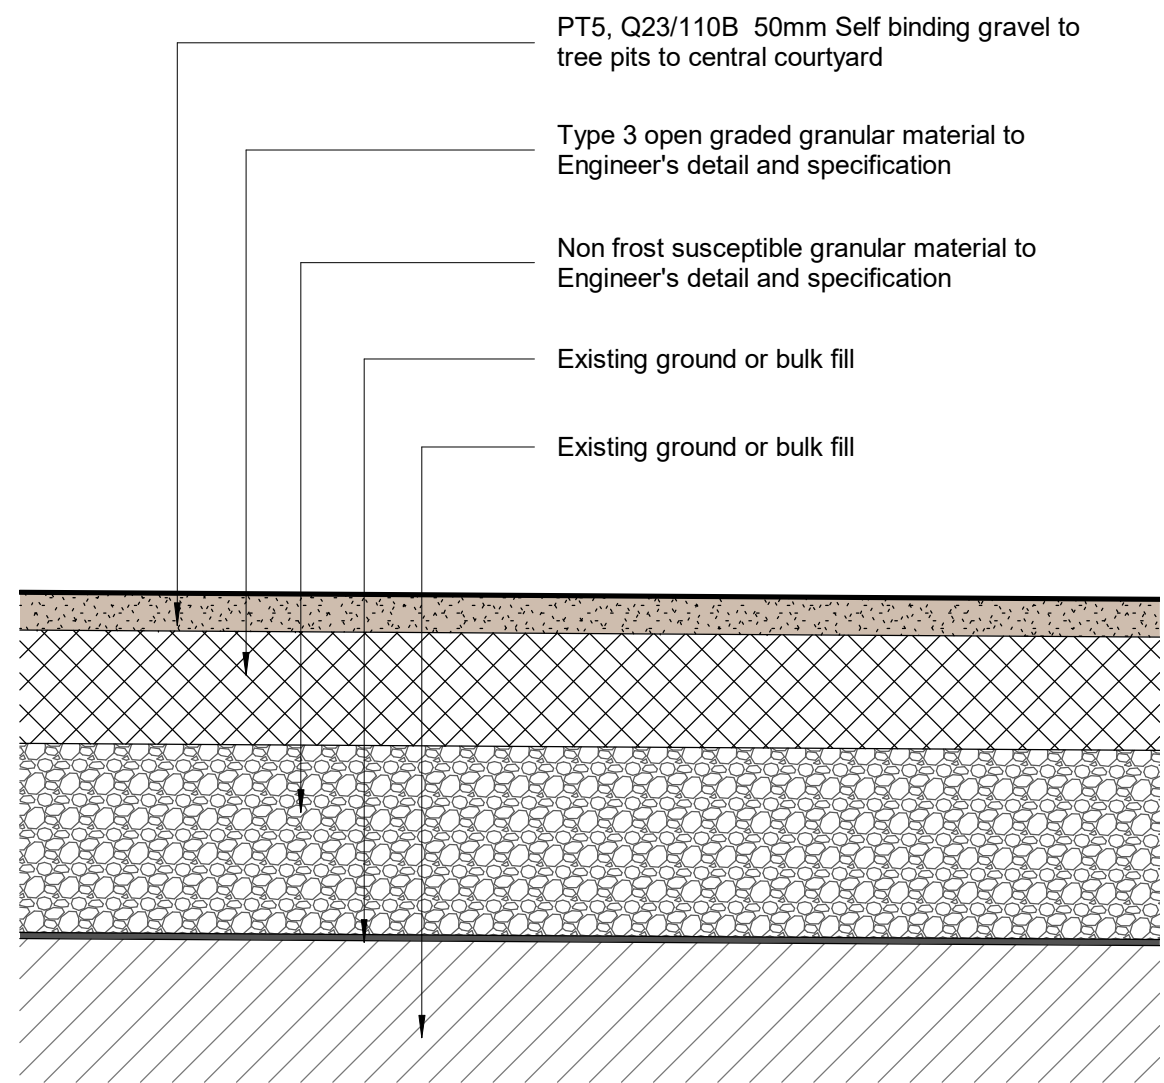 PT5, Q23/110B  50mm Self binding gravel to
tree pits to central courtyard
Type 3 open graded granular material to
Engineer's detail and specification
Non frost susceptible granular material to
Engineer's detail and specification
Existing ground or bulk fill
Existing ground or bulk fill